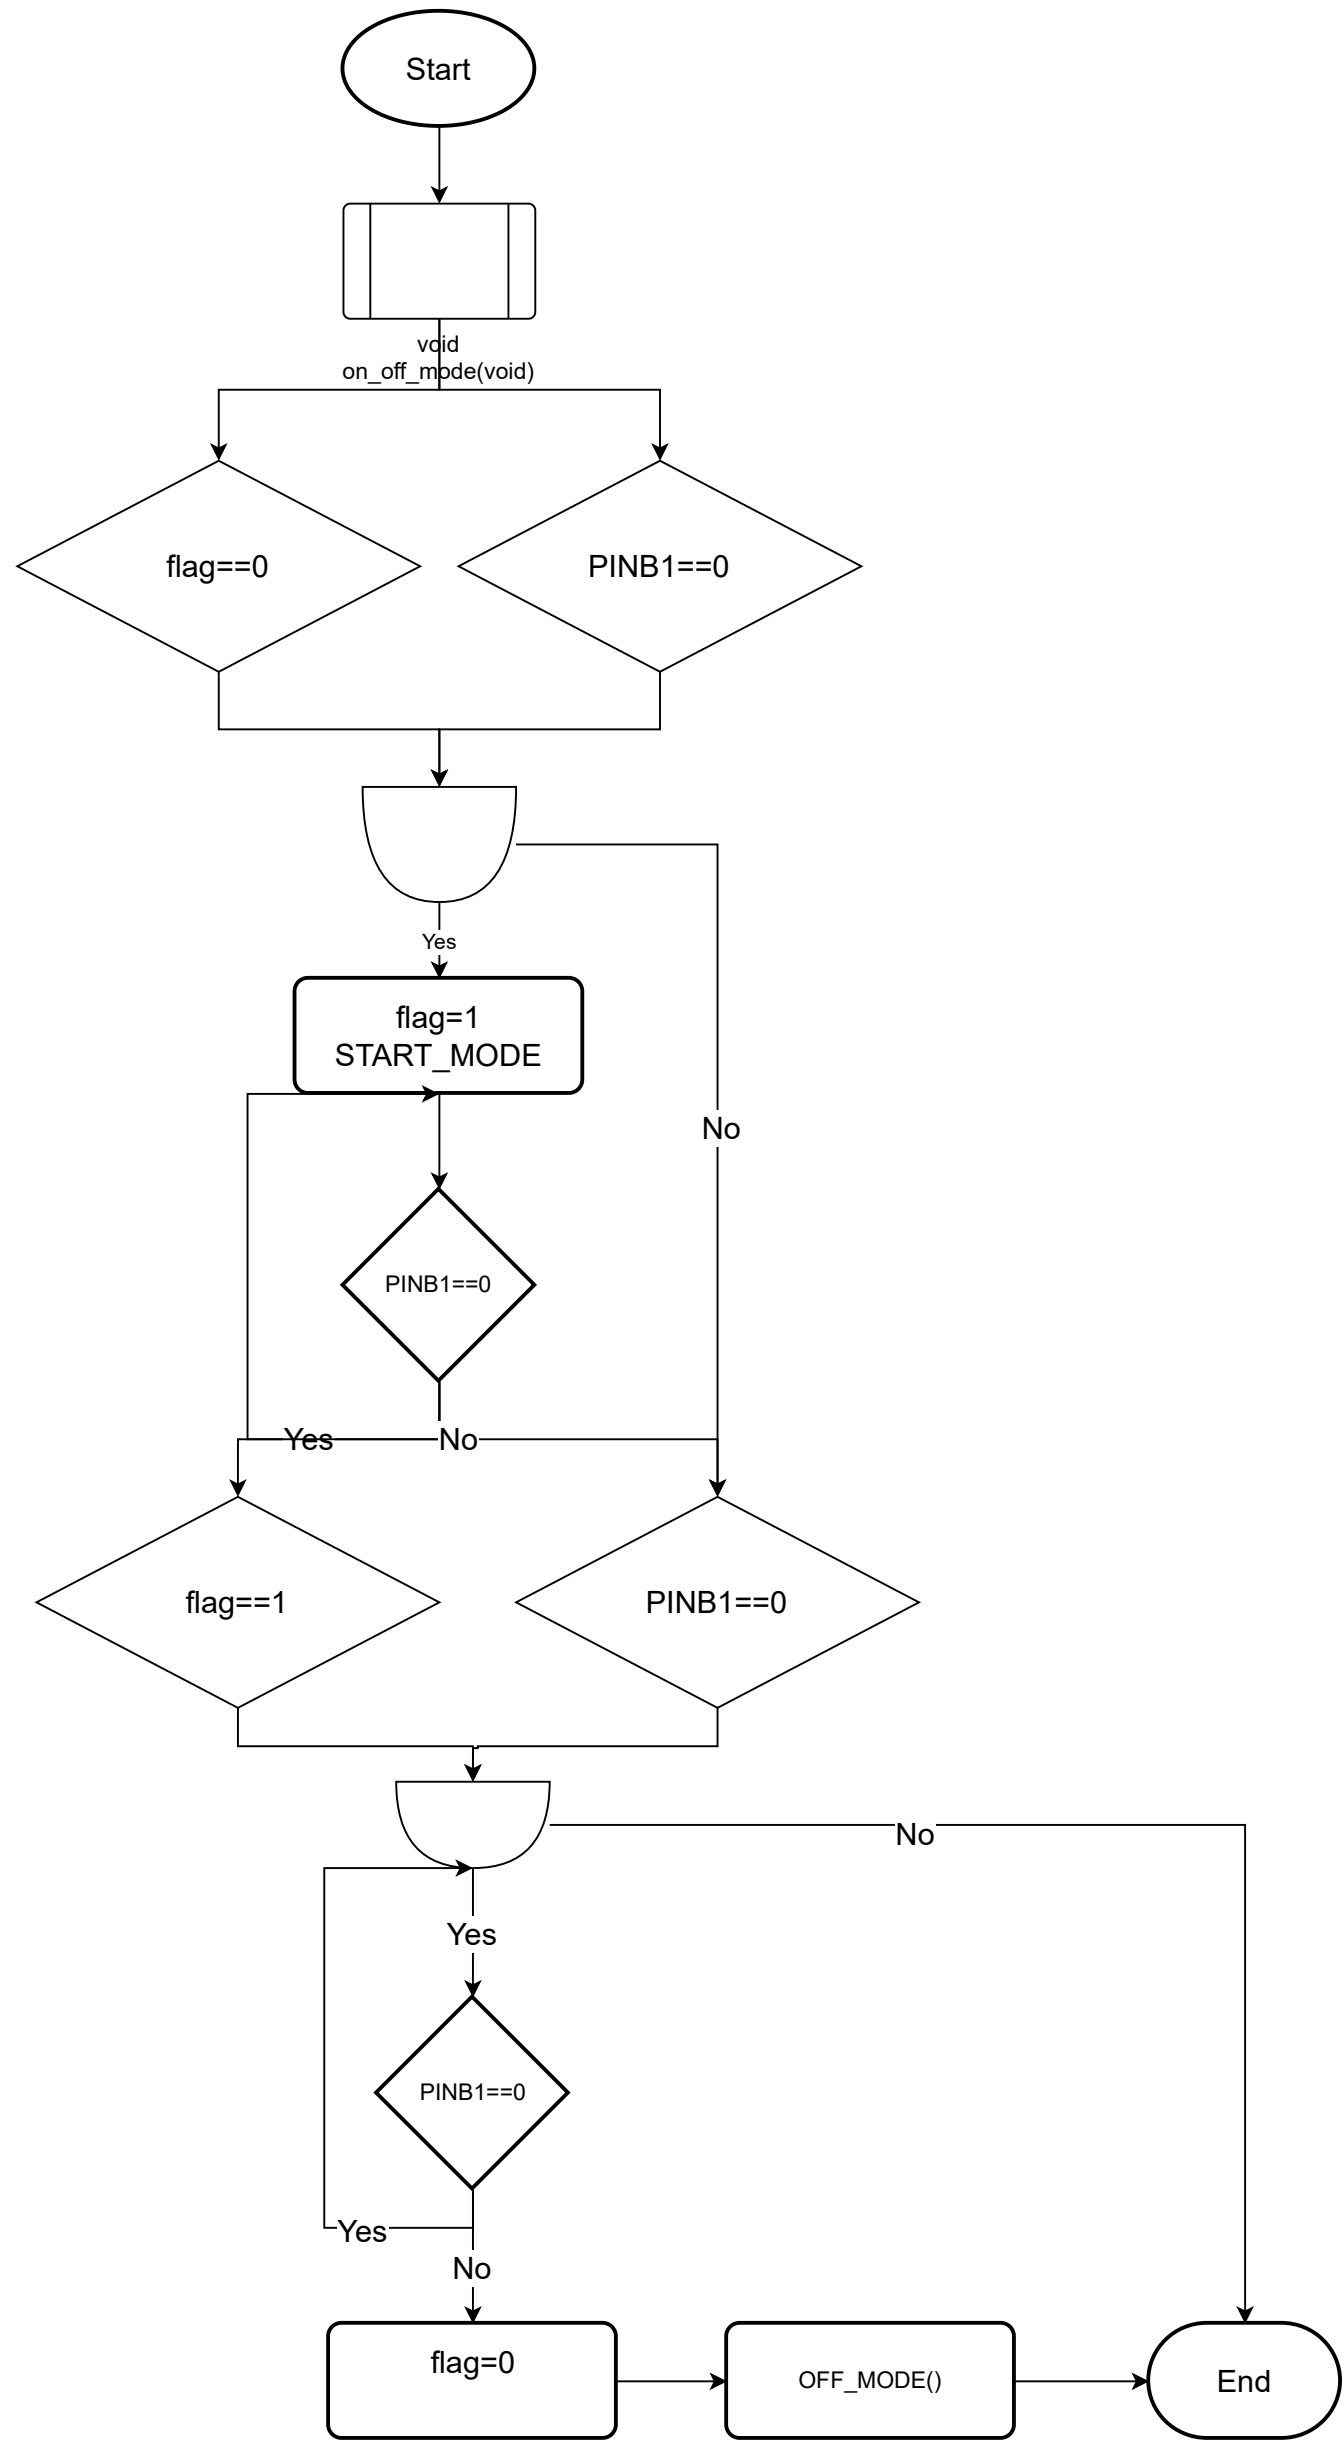 Start
void
on_off_mode(void)
flag==0
PINB1==0
Yes
flag=1
START_MODE
No
PINB1==0
Yes
No
flag==1
PINB1==0
No
Yes
PINB1==0
Yes
No
flag=0
OFF_MODE()
End